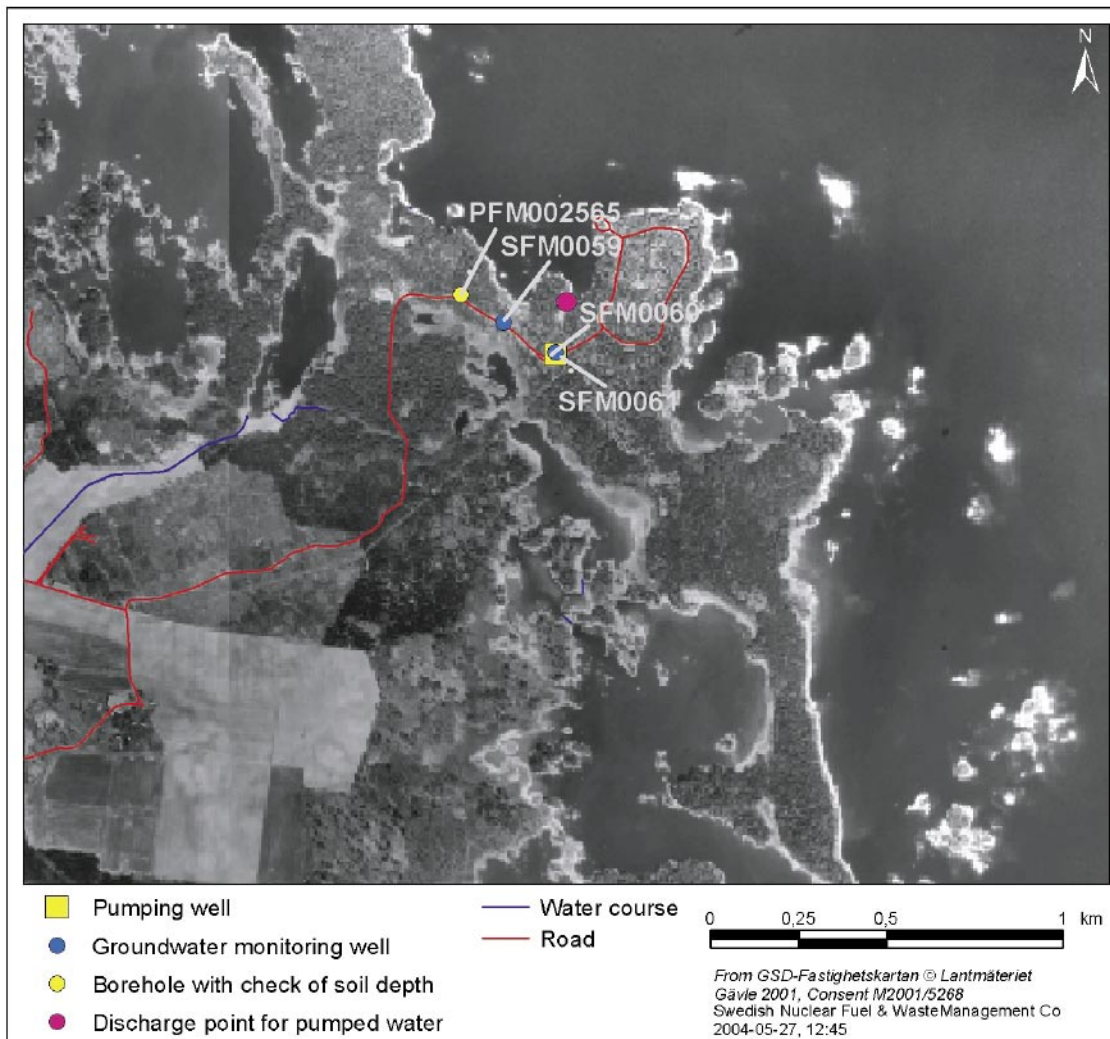 N
PFM002565
SFM0059
SFM0060
SFM0061
Pumping well
Groundwater monitoring well
Borehole with check of soil depth
Discharge point for pumped water
Water course
Road
0 0,25 0,5 1 km
From GSD-Fastighetskartan © Lantmäteriet
Gävle 2001, Consent M2001/5268
Swedish Nuclear Fuel & WasteManagement Co
2004-05-27, 12:45